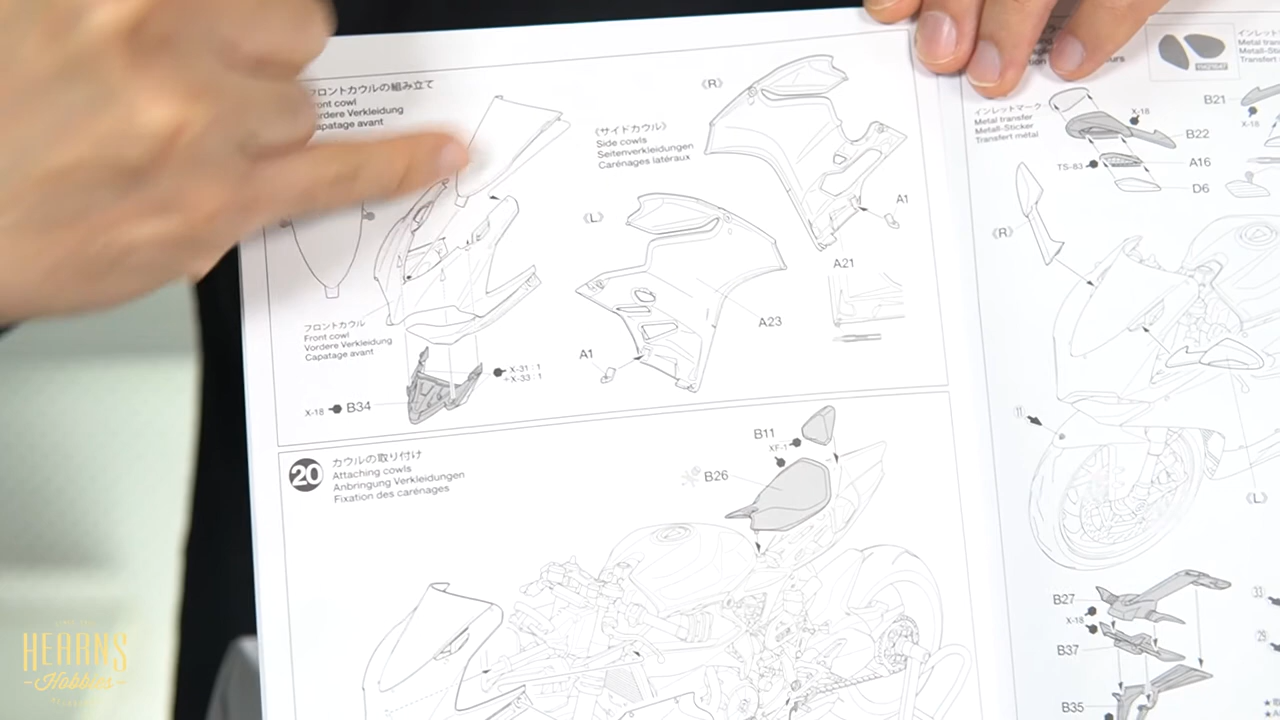 フロントカウルの組み立て
Front cowl
Vordere Verkleidung
Capatage avant
《サイドカウル》
Side cowls
Seitenverkleidungen
Carénages latéraux
《R》
A1
A21
《L》
A23
A1
フロントカウル
Front cowl
Vordere Verkleidung
Capatage avant
X-31 : 1
+X-33 : 1
X-18
B34
20
カウルの取り付け
Attaching cowls
Anbringung Verkleidungen
Fixation des carénages
B11
XF-1
B26
インレットマーク
Metal transfer
Metall-Sticker
Transfert métal
X-18
B21
X-18
B22
TS-83
A16
D6
《R》
11
《L》
B27
X-18
B37
B35
33
29
HEARNS
Hobbies